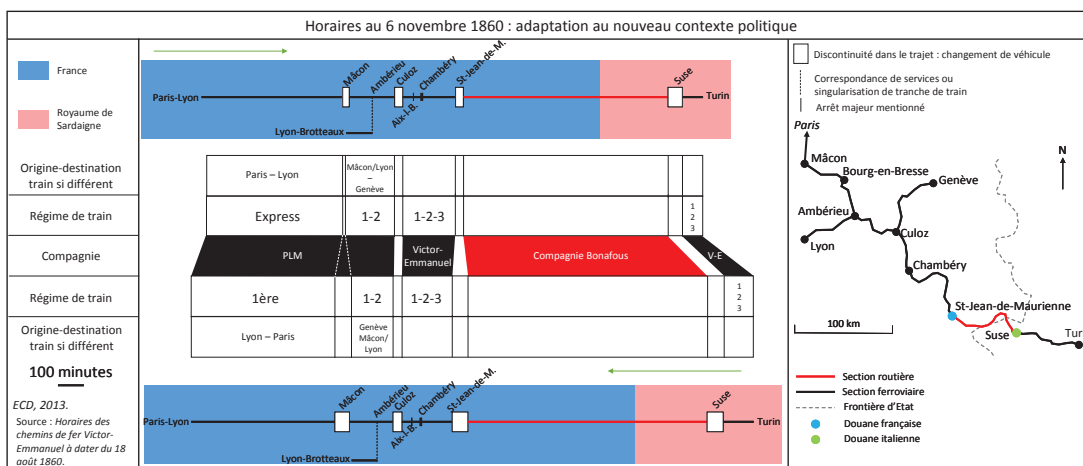 Horaires au 6 novembre 1860 : adaptation au nouveau contexte politique
France
Royaume de
Sardaigne
Paris-Lyon
Mâcon
Ambérieu
Culoz
Aix-l-B.
Chambéry
St-Jean-de-M.
Suse
Turin
Lyon-Brotteaux
Origine-destination
train si différent
Paris – Lyon
Mâcon/Lyon
–
Genève
Régime de train
Express
1-2
1-2-3
1
2
3
Compagnie
PLM
Victor-
Emmanuel
Compagnie Bonafous
V-E
Régime de train
1ère
1-2
1-2-3
1
2
3
Origine-destination
train si différent
Lyon – Paris
Genève
Mâcon/
Lyon
100 minutes
ECD, 2013.
Source : Horaires des
chemins de fer Victor-
Emmanuel à dater du 18
août 1860.
Paris-Lyon
Mâcon
Ambérieu
Culoz
Aix-l-B.
Chambéry
St-Jean-de-M.
Suse
Turin
Lyon-Brotteaux
Discontinuité dans le trajet : changement de véhicule
Correspondance de services ou
singularisation de tranche de train
Arrêt majeur mentionné
Paris
N
Mâcon
Bourg-en-Bresse
Genève
Ambérieu
Lyon
Culoz
Chambéry
St-Jean-de-Maurienne
100 km
Suse
Tur
Section routière
Section ferroviaire
Frontière d'Etat
Douane française
Douane italienne